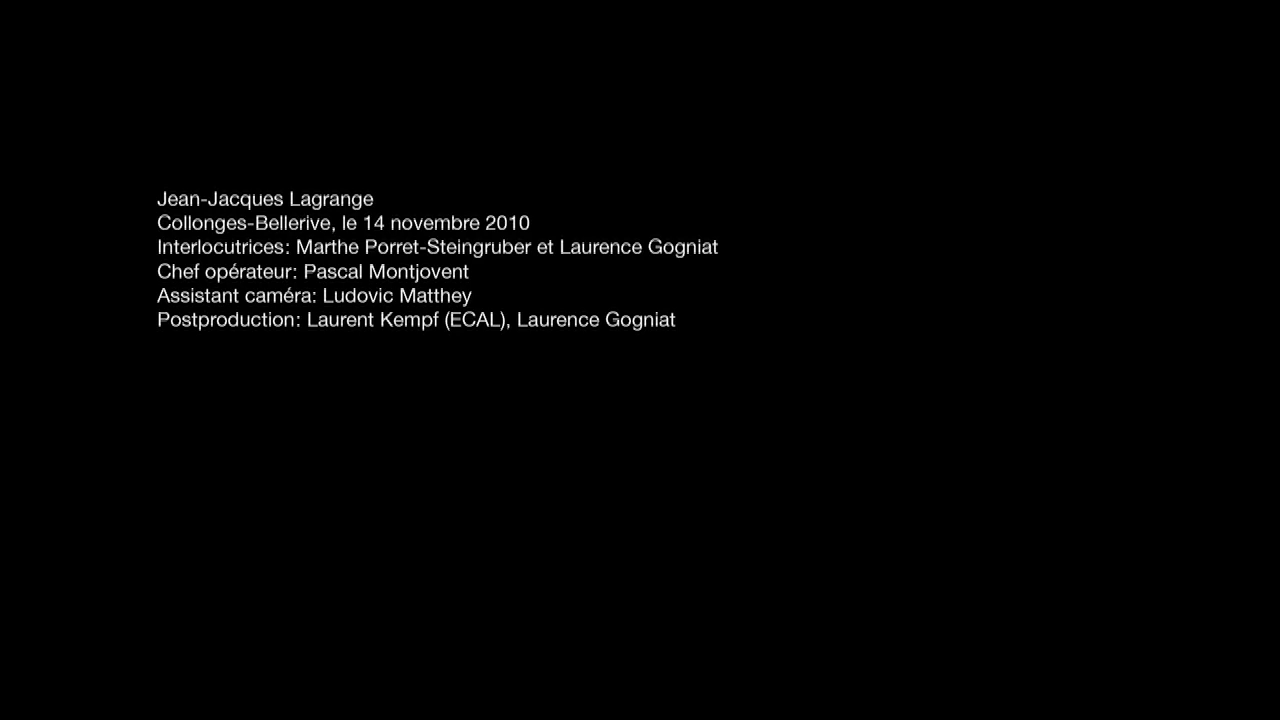 Jean-Jacques Lagrange
Collonges-Bellerive, le 14 novembre 2010
Interlocutrices: Marthe Porret-Steingruber et Laurence Gogniat
Chef opérateur: Pascal Montjovent
Assistant caméra: Ludovic Matthey
Postproduction: Laurent Kempf (ECAL), Laurence Gogniat